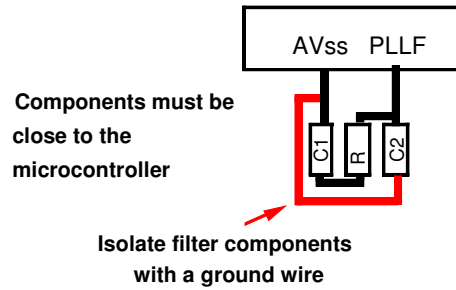 AVss PLLF
Components must be
close to the
microcontroller
C1
R
C2
Isolate filter components
with a ground wire